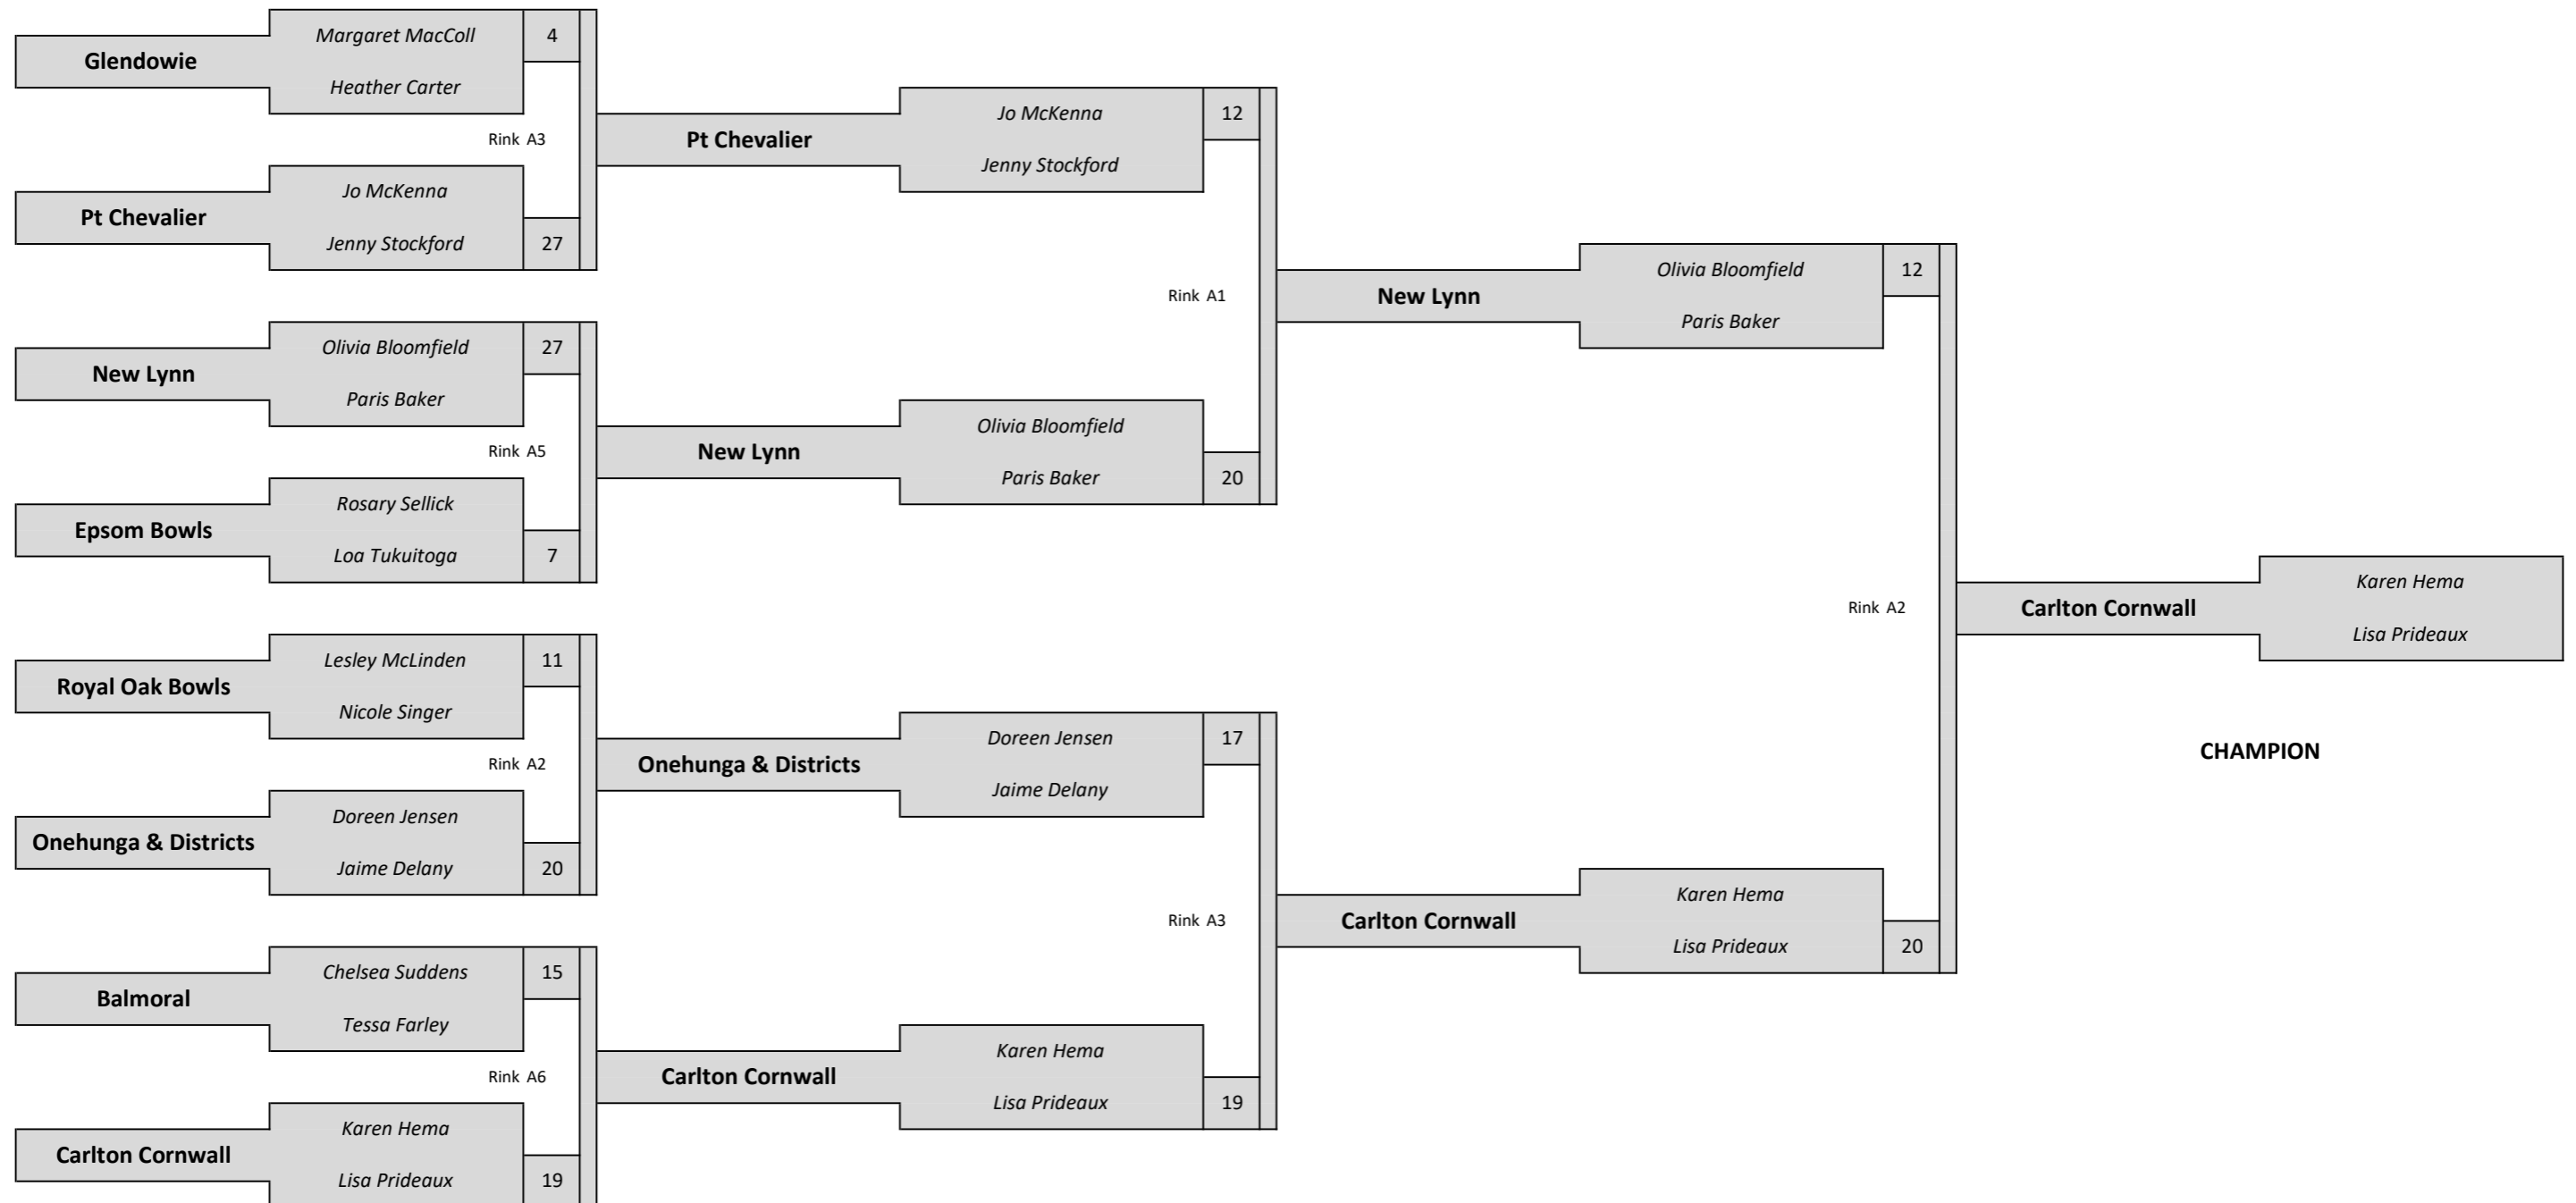 Glendowie
Margaret MacColl
4
Heather Carter
Rink A3
Pt Chevalier
Jo McKenna
Jenny Stockford
27
New Lynn
Olivia Bloomfield
27
Paris Baker
Rink A5
Epsom Bowls
Rosary Sellick
Loa Tukuitoga
7
Royal Oak Bowls
Lesley McLinden
11
Nicole Singer
Rink A2
Onehunga & Districts
Doreen Jensen
Jaime Delany
20
Balmoral
Chelsea Suddens
15
Tessa Farley
Rink A6
Carlton Cornwall
Karen Hema
Lisa Prideaux
19
Pt Chevalier
Jo McKenna
12
Jenny Stockford
Rink A1
New Lynn
Olivia Bloomfield
Paris Baker
20
Onehunga & Districts
Doreen Jensen
17
Jaime Delany
Rink A3
Carlton Cornwall
Karen Hema
Lisa Prideaux
19
New Lynn
Olivia Bloomfield
12
Paris Baker
Rink A2
Carlton Cornwall
Karen Hema
Lisa Prideaux
20
Carlton Cornwall
Karen Hema
Lisa Prideaux
CHAMPION